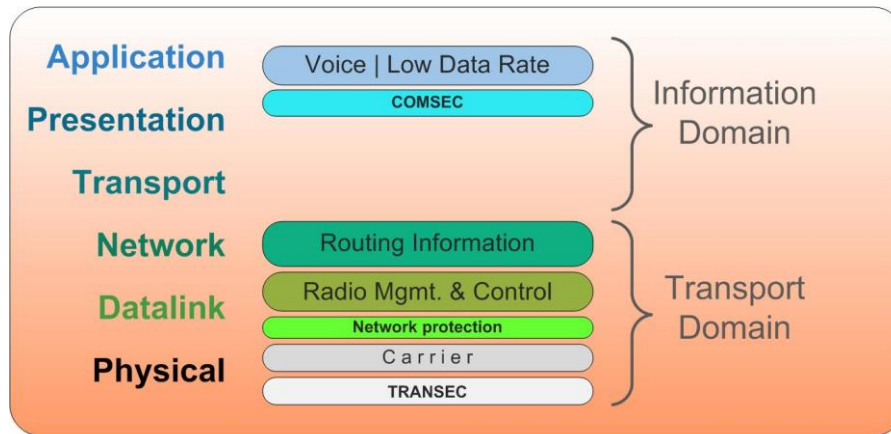 Application
Presentation
Transport
Network
Datalink
Physical
Voice | Low Data Rate
COMSEC
Routing Information
Radio Mgmt. & Control
Network protection
Carrier
TRANSEC
Information
Domain
Transport
Domain